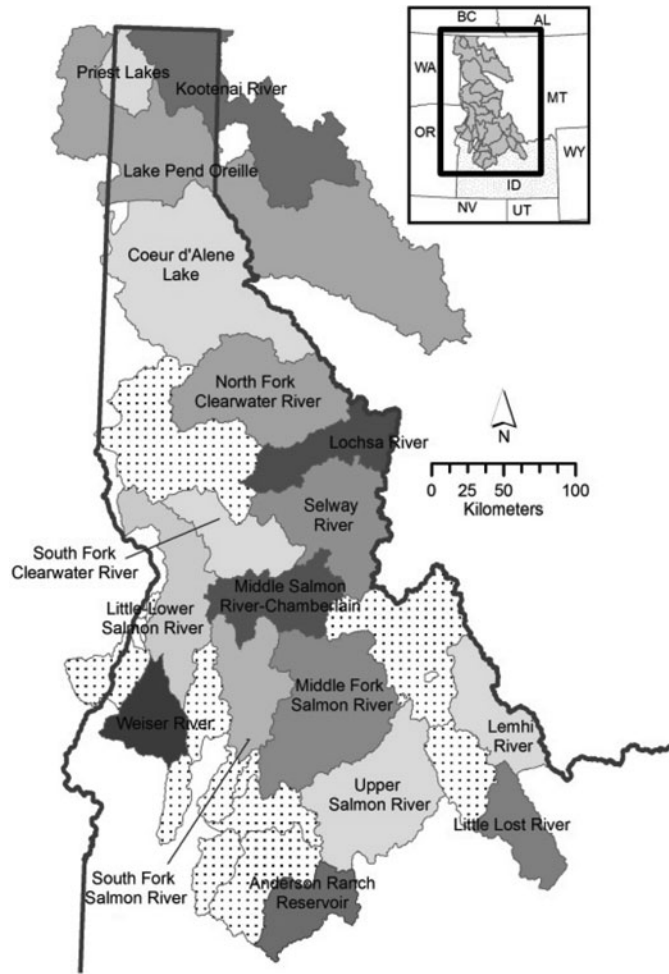 BC
AL
WA
MT
OR
WY
ID
NV
UT
Priest Lakes
Kootenai River
Lake Pend Oreille
Coeur d'Alene
Lake
North Fork
Clearwater River
Lochsa River
N
0 25 50 100
Kilometers
Selway
River
South Fork
Clearwater River
Middle Salmon
River-Chamberlain
Little-Lower
Salmon River
Middle Fork
Salmon River
Weiser River
Lemhi
River
Upper
Salmon River
Little Lost River
South Fork
Salmon River
Anderson Ranch
Reservoir